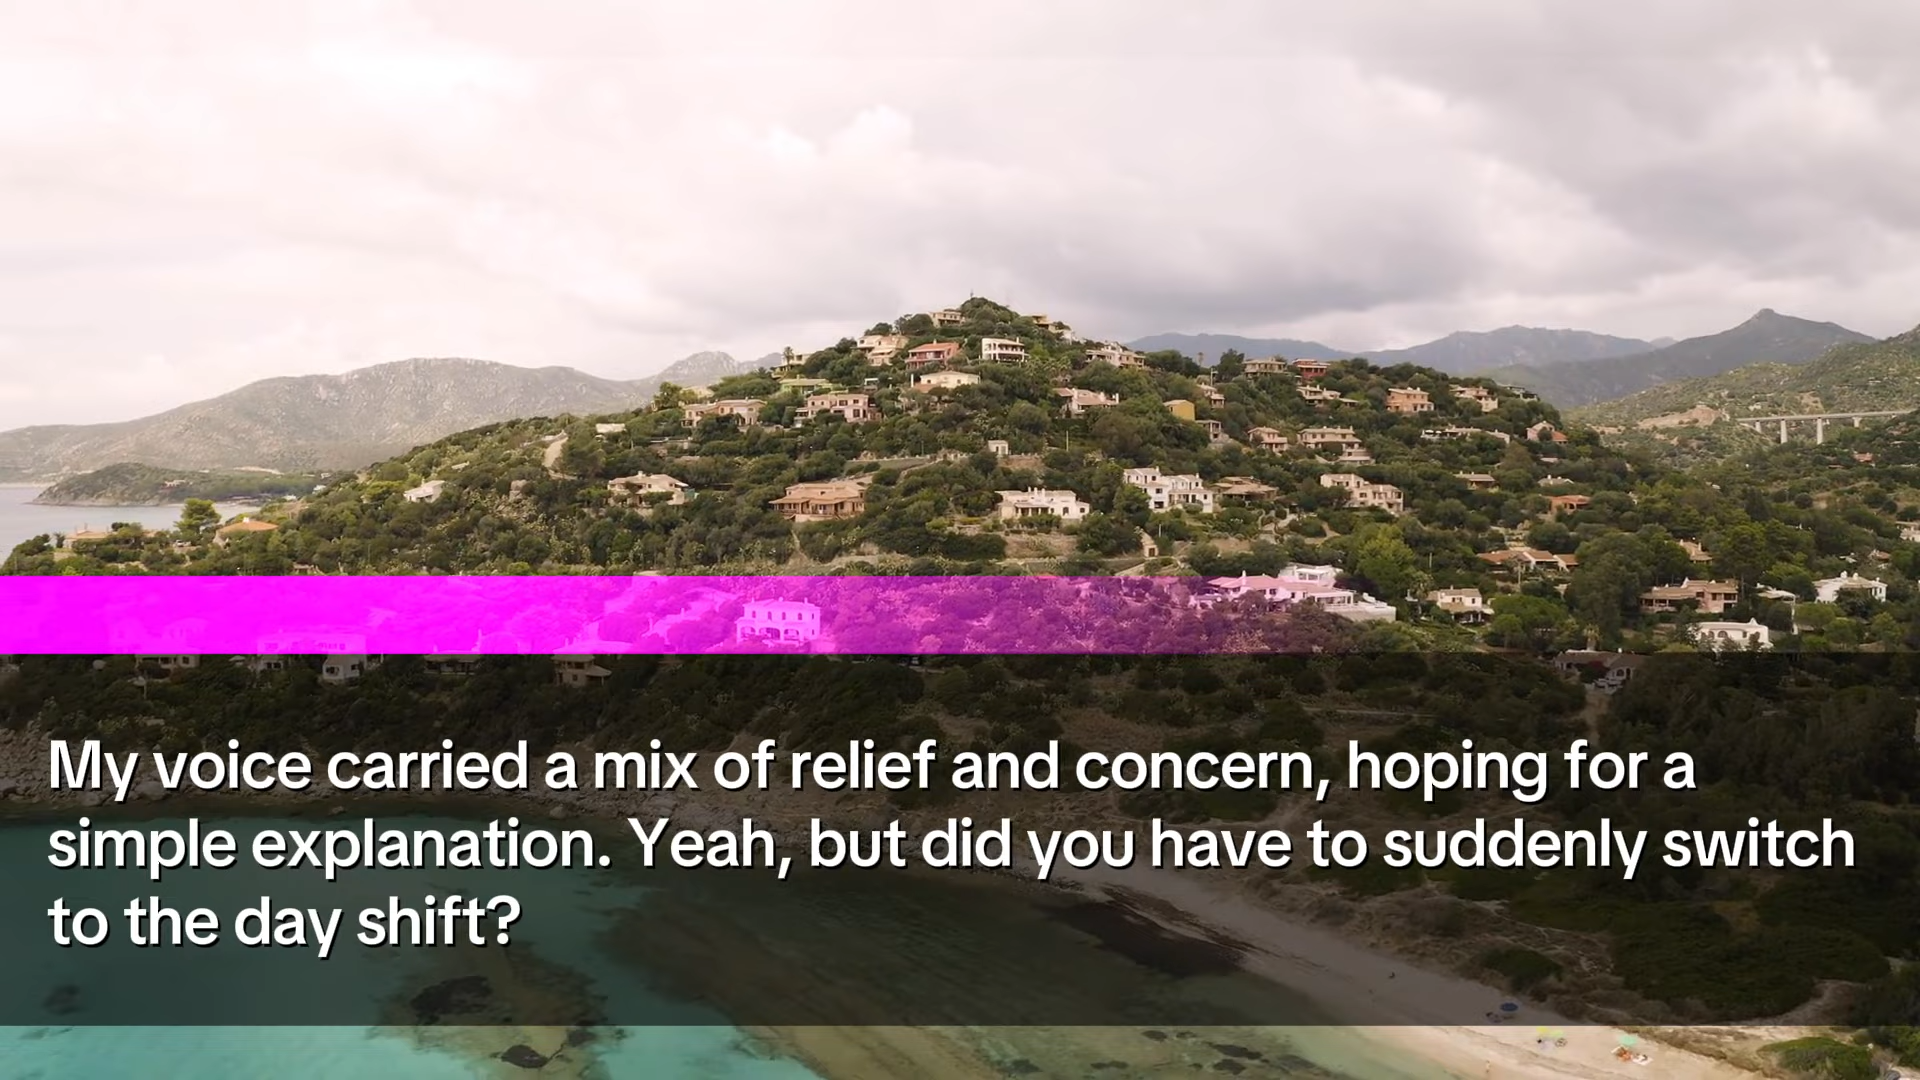 My voice carried a mix of relief and concern, hoping for a
simple explanation. Yeah, but did you have to suddenly switch
to the day shift?